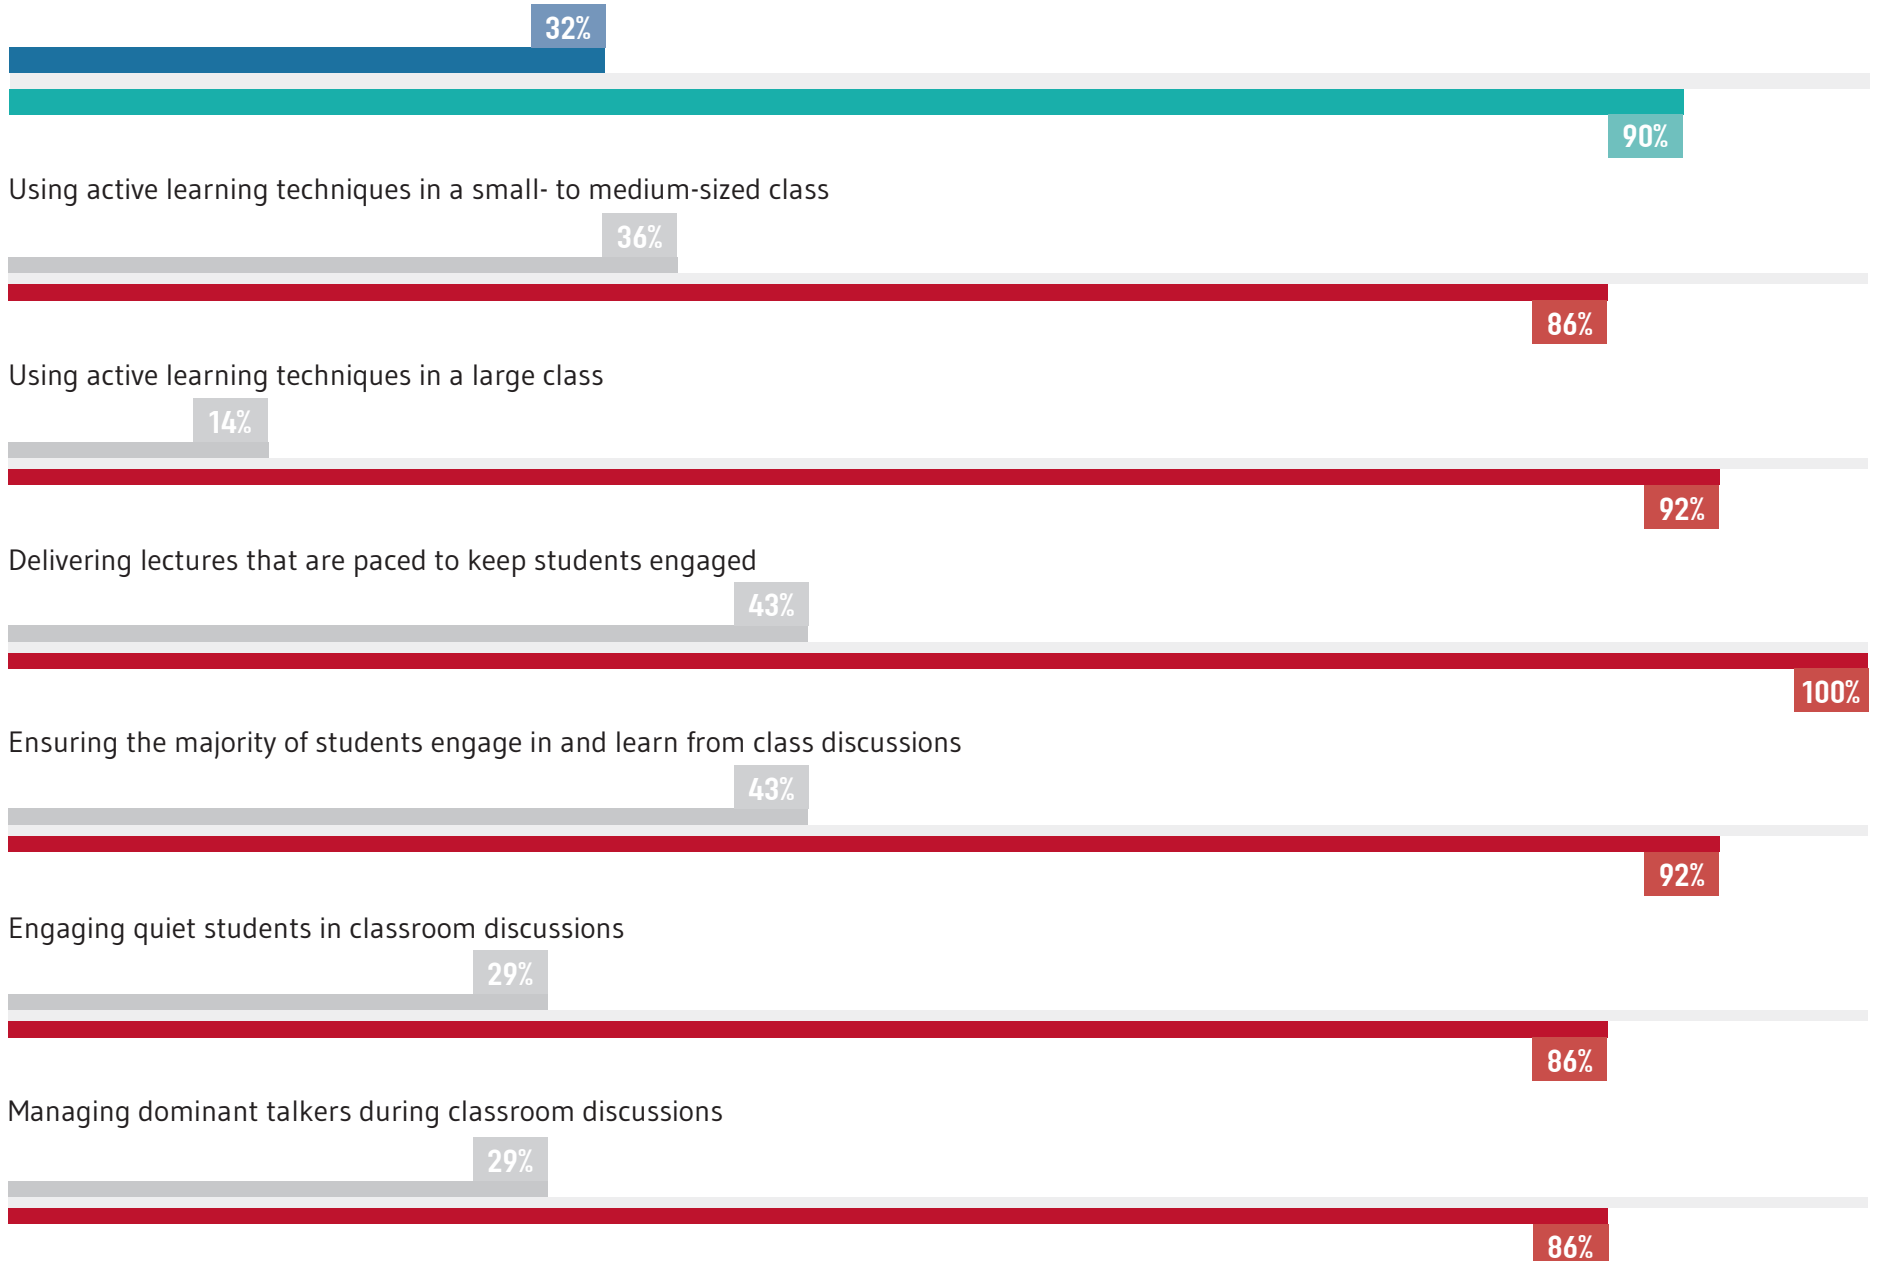 32%
90%
Using active learning techniques in a small- to medium-sized class
36%
86%
Using active learning techniques in a large class
14%
92%
Delivering lectures that are paced to keep students engaged
43%
100%
Ensuring the majority of students engage in and learn from class discussions
43%
92%
Engaging quiet students in classroom discussions
29%
86%
Managing dominant talkers during classroom discussions
29%
86%